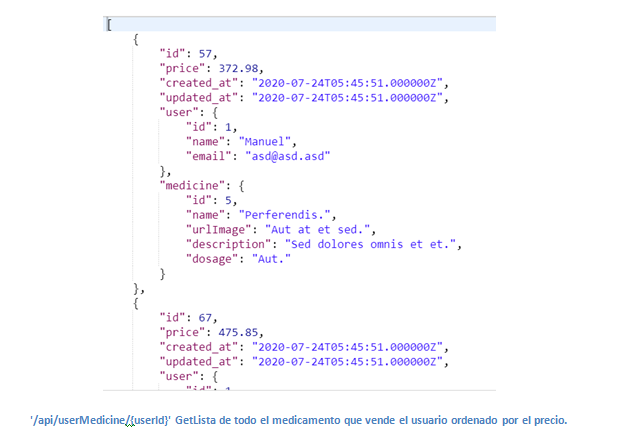 [
{
"id": 57,
"price": 372.98,
"created_at": "2020-07-24T05:45:51.000000Z",
"updated_at": "2020-07-24T05:45:51.000000Z",
"user": {
"id": 1,
"name": "Manuel",
"email": "asd@asd.asd"
},
"medicine": {
"id": 5,
"name": "Perferendis.",
"urlImage": "Aut at et sed.",
"description": "Sed dolores omnis et et.",
"dosage": "Aut."
}
},
{
"id": 67,
"price": 475.85,
"created_at": "2020-07-24T05:45:51.000000Z",
"updated_at": "2020-07-24T05:45:51.000000Z",
"user": {
"id": 1
'/api/userMedicine/{userId}' GetLista de todo el medicamento que vende el usuario ordenado por el precio.